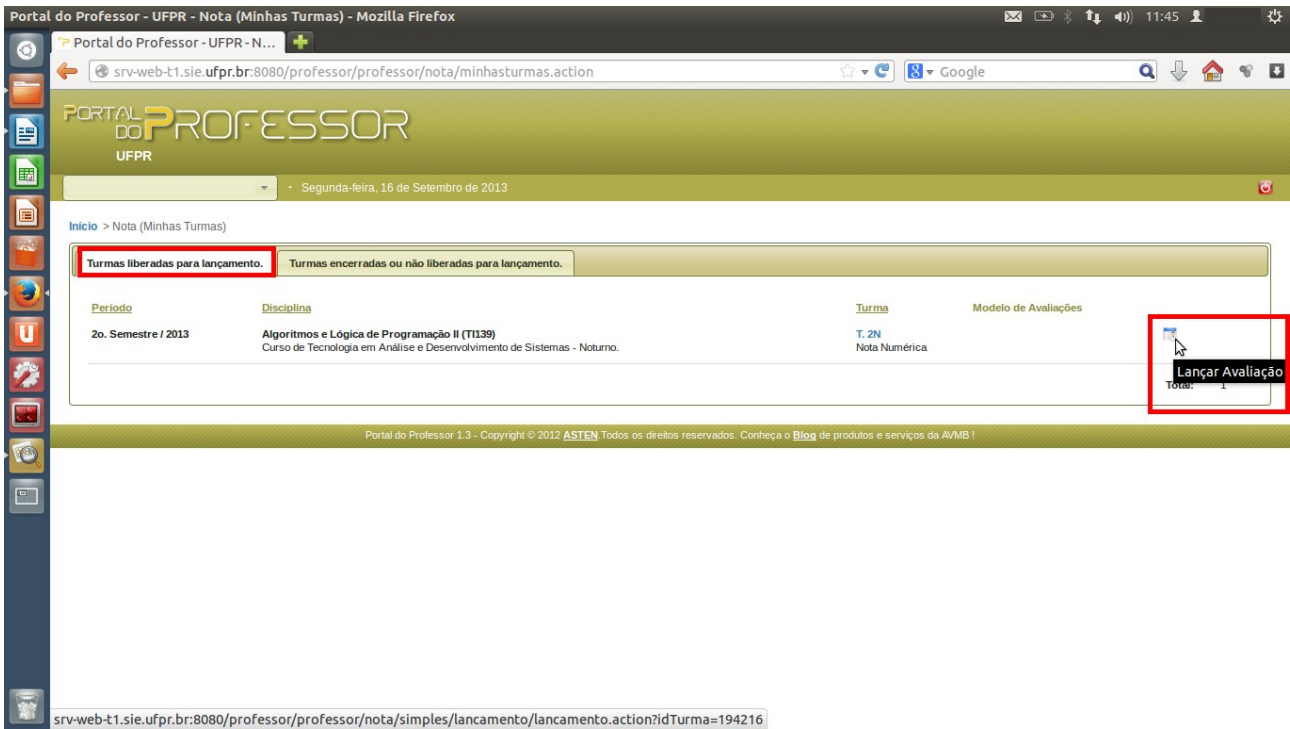 Portal do Professor - UFPR - Nota (Minhas Turmas) - Mozilla Firefox
11:45
Portal do Professor - UFPR - N...
srv-web-t1.sie.ufpr.br:8080/professor/professor/nota/minhasturmas.action
Google
PORTAL DO PROFESSOR
UFPR
- Segunda-feira, 16 de Setembro de 2013
Início > Nota (Minhas Turmas)
Turmas liberadas para lançamento. Turmas encerradas ou não liberadas para lançamento.
Período Disciplina Turma Modelo de Avaliações
2o. Semestre / 2013 Algoritmos e Lógica de Programação II (TI139) T. 2N
Curso de Tecnologia em Análise e Desenvolvimento de Sistemas - Noturno. Nota Numérica
Lançar Avaliação
Total: 1
Portal do Professor 1.3 - Copyright © 2012 ASTEN.Todos os direitos reservados. Conheça o Blog de produtos e serviços da AVMB !
srv-web-t1.sie.ufpr.br:8080/professor/professor/nota/simples/lancamento/lancamento.action?idTurma=194216